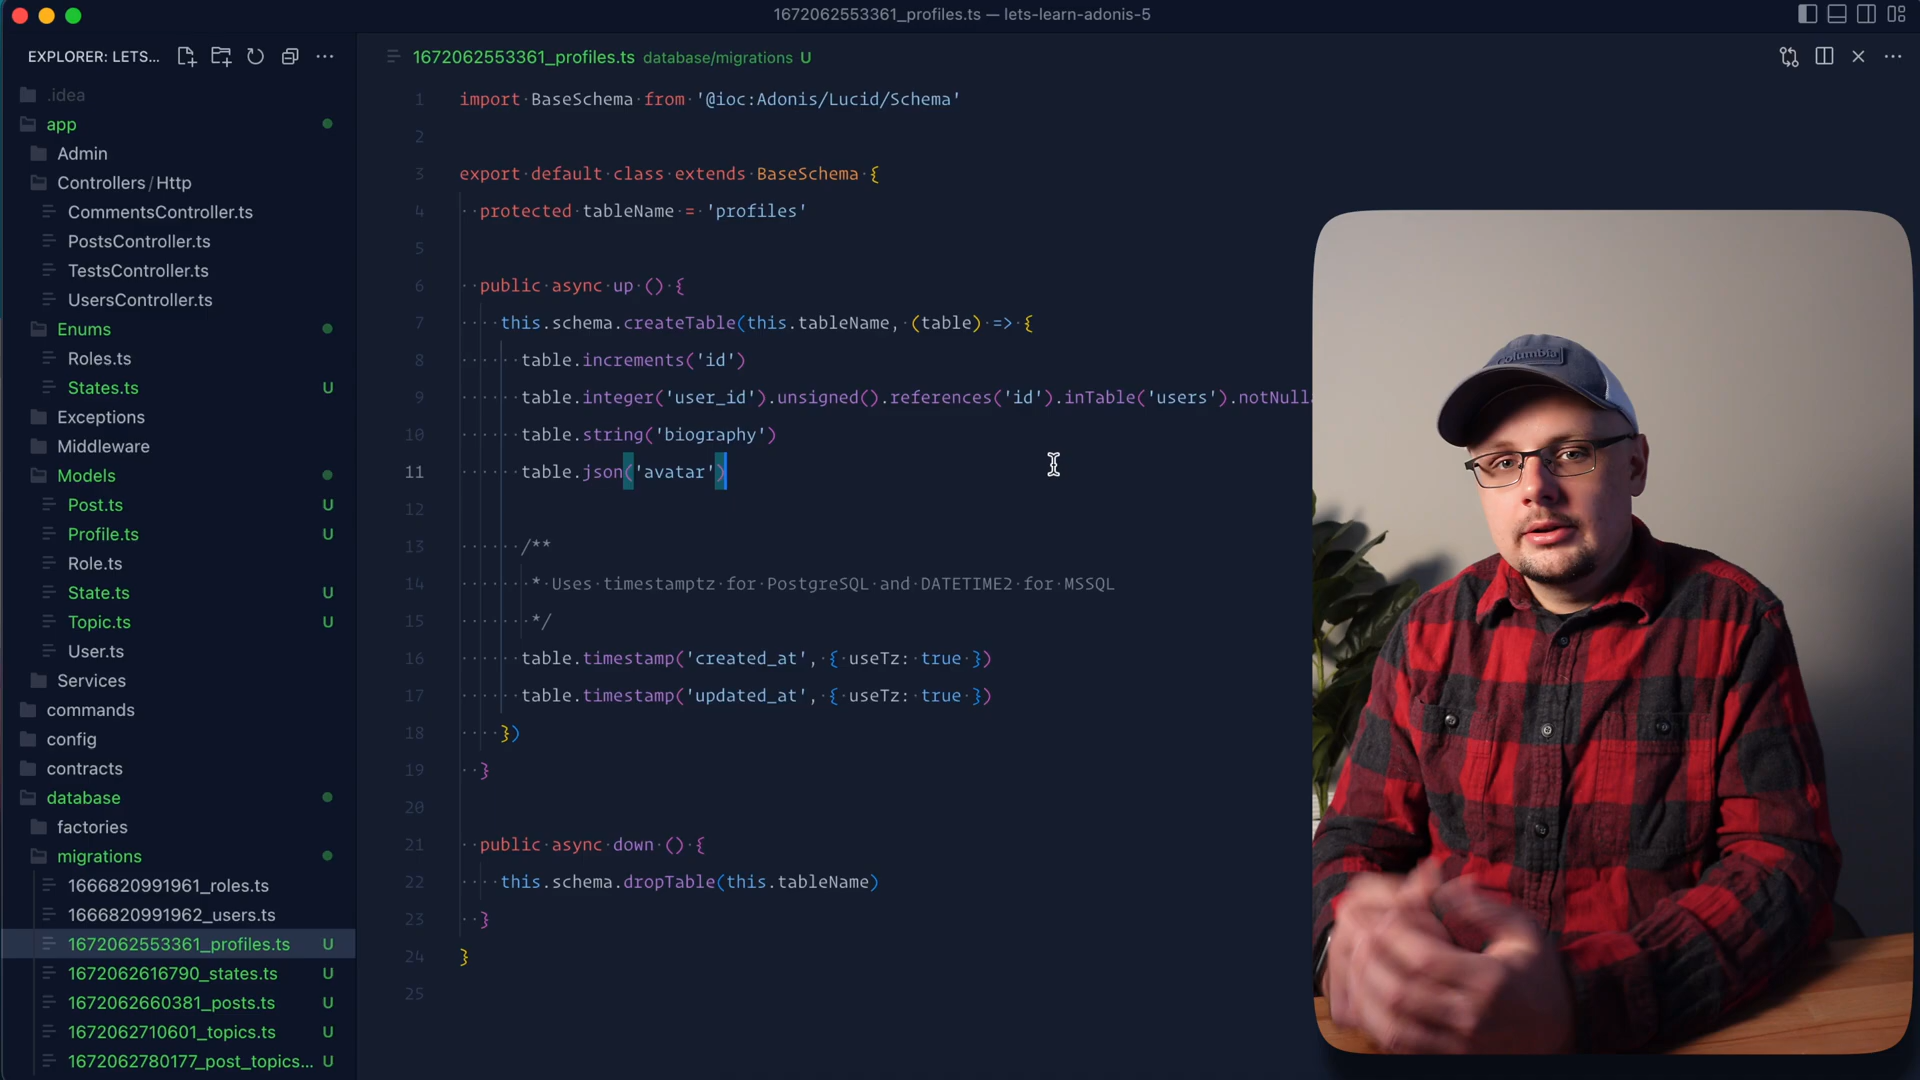 1672062553361_profiles.ts — lets-learn-adonis-5
EXPLORER: LETS...
.idea
app
Admin
Controllers/Http
CommentsController.ts
PostsController.ts
TestsController.ts
UsersController.ts
Enums
Roles.ts
States.ts U
Exceptions
Middleware
Models
Post.ts U
Profile.ts U
Role.ts
State.ts U
Topic.ts U
User.ts
Services
commands
config
contracts
database
factories
migrations
1666820991961_roles.ts
1666820991962_users.ts
1672062553361_profiles.ts U
1672062616790_states.ts U
1672062660381_posts.ts U
1672062710601_topics.ts U
1672062780177_post_topics... U
1672062553361_profiles.ts database/migrations U
1 import BaseSchema from '@ioc:Adonis/Lucid/Schema'
2
3 export default class extends BaseSchema {
4 protected tableName = 'profiles'
5
6 public async up () {
7 this.schema.createTable(this.tableName, (table) => {
8 table.increments('id')
9 table.integer('user_id').unsigned().references('id').inTable('users').notNull
10 table.string('biography')
11 table.json('avatar')
12
13 /**
14 * Uses timestamptz for PostgreSQL and DATETIME2 for MSSQL
15 */
16 table.timestamp('created_at', { useTz: true })
17 table.timestamp('updated_at', { useTz: true })
18 })
19 }
20
21 public async down () {
22 this.schema.dropTable(this.tableName)
23 }
24 }
25
Columbia